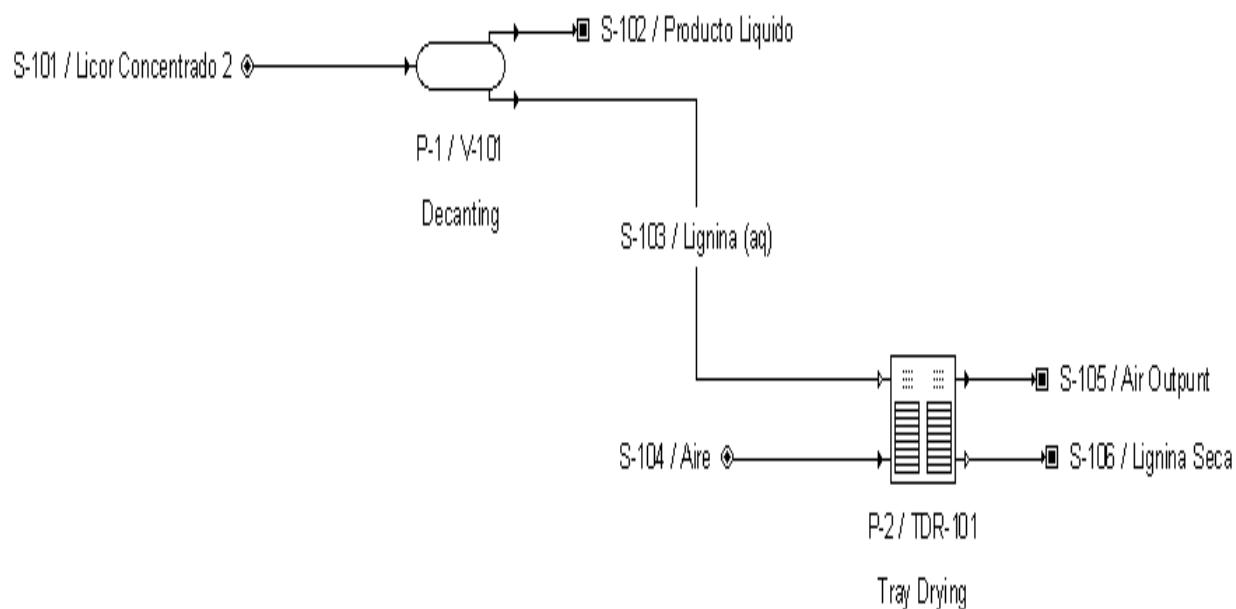 S-102 / Producto Liquido
S-101 / Licor Concentrado 2
P-1 / V-101
Decanting
S-103 / Lignina (aq)
S-105 / Air Outpunt
S-104 / Aire
S-106 / Lignina Seca
P-2 / TDR-101
Tray Drying